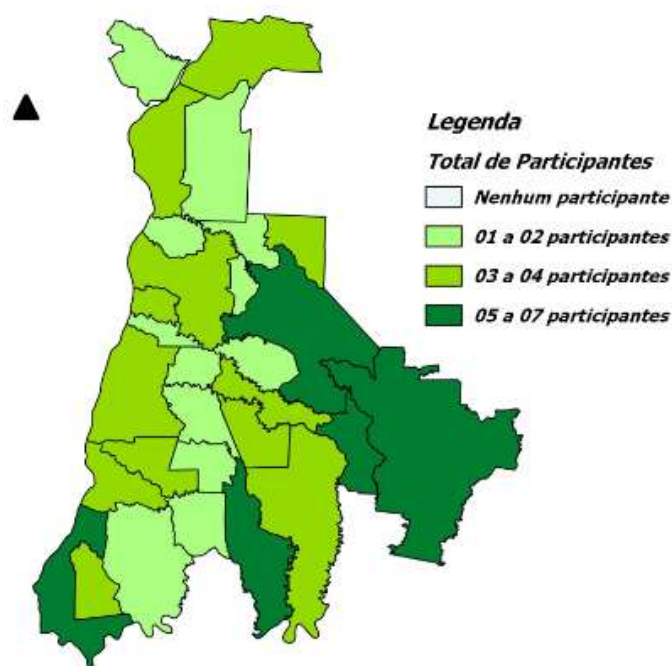 Legenda
Total de Participantes
Nenhum participante
01 a 02 participantes
03 a 04 participantes
05 a 07 participantes